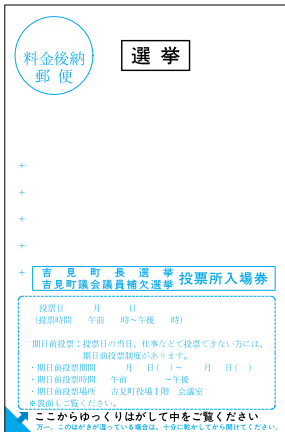 料金後納
郵便
選挙
吉見町長選挙
吉見町議会議員補欠選挙
投票所入場券
投票日　　月　　日
(投票時間　午前　時～午後　時)
期日前投票：投票日の当日、仕事などで投票できない方には、
期日前投票制度があります。
・期日前投票期間　　月　日(　)～　月　日(　)
・期日前投票時間　午前　　～午後
・期日前投票場所　吉見町役場1階　会議室
※裏面もご覧ください。
ここからゆっくりはがして中をご覧ください
万一、このはがきが湿っている場合は、十分に乾かしてから開けてください。